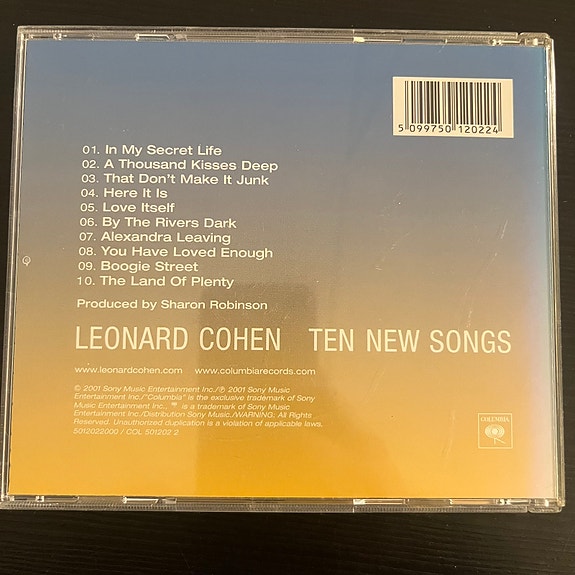 5 099750 120224
01. In My Secret Life
02. A Thousand Kisses Deep
03. That Don't Make It Junk
04. Here It Is
05. Love Itself
06. By The Rivers Dark
07. Alexandra Leaving
08. You Have Loved Enough
09. Boogie Street
10. The Land Of Plenty
Produced by Sharon Robinson
LEONARD COHEN TEN NEW SONGS
www.leonardcohen.com www.columbiarecords.com
© 2001 Sony Music Entertainment Inc./℗ 2001 Sony Music
Entertainment Inc./"Columbia" is the exclusive trademark of Sony
Music Entertainment Inc., is a trademark of Sony Music
Entertainment Inc./Distribution Sony Music./WARNING. All Rights
Reserved. Unauthorized duplication is a violation of applicable laws.
5012022000 / COL 501202 2
COLUMBIA